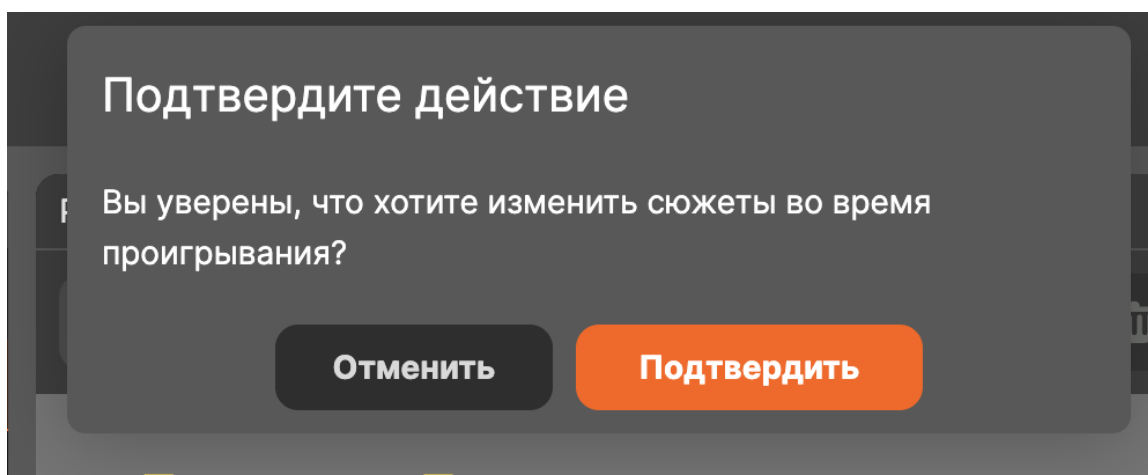 Подтвердите действие
Вы уверены, что хотите изменить сюжеты во время
проигрывания?
Отменить
Подтвердить